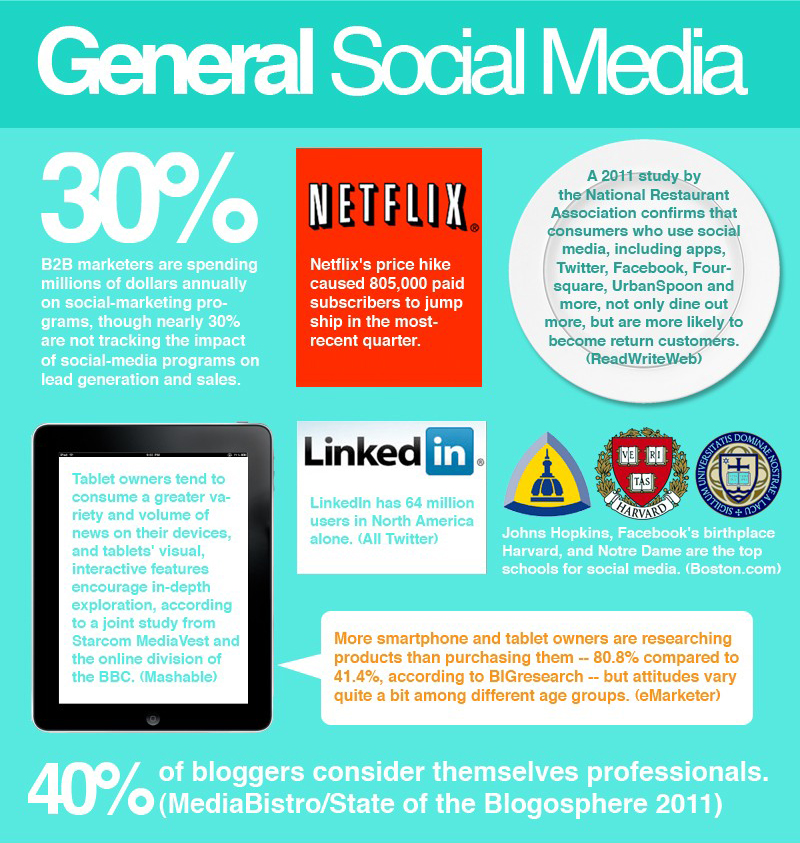 General Social Media
30%
B2B marketers are spending
millions of dollars annually
on social-marketing pro-
grams, though nearly 30%
are not tracking the impact
of social-media programs on
lead generation and sales.
NETFLIX®
Netflix's price hike
caused 805,000 paid
subscribers to jump
ship in the most-
recent quarter.
A 2011 study by
the National Restaurant
Association confirms that
consumers who use social
media, including apps,
Twitter, Facebook, Four-
square, UrbanSpoon and
more, not only dine out
more, but are more likely to
become return customers.
(ReadWriteWeb)
Tablet owners tend to
consume a greater va-
riety and volume of
news on their devices,
and tablets' visual,
interactive features
encourage in-depth
exploration, according
to a joint study from
Starcom MediaVest and
the online division of
the BBC. (Mashable)
Linked in®
LinkedIn has 64 million
users in North America
alone. (All Twitter)
VE RI
TAS
HARVARD
SIGILLUM UNIVERSITATIS DOMINAE NOSTRAE A LACU
Johns Hopkins, Facebook's birthplace
Harvard, and Notre Dame are the top
schools for social media. (Boston.com)
More smartphone and tablet owners are researching
products than purchasing them -- 80.8% compared to
41.4%, according to BIGresearch -- but attitudes vary
quite a bit among different age groups. (eMarketer)
40% of bloggers consider themselves professionals.
(MediaBistro/State of the Blogosphere 2011)